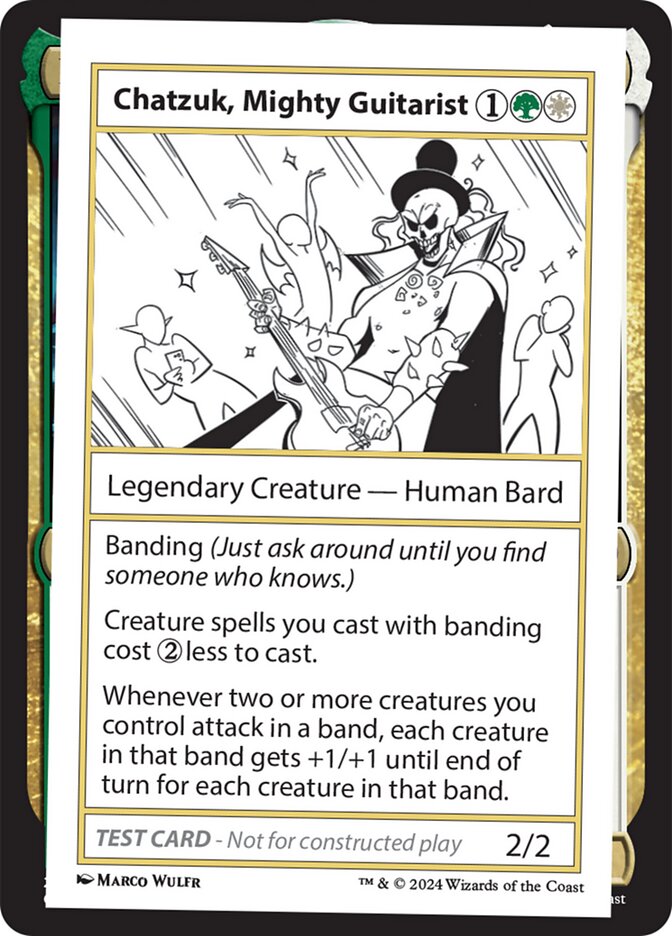 Chatzuk, Mighty Guitarist 1
Legendary Creature — Human Bard
Banding (Just ask around until you find
someone who knows.)
Creature spells you cast with banding
cost 2 less to cast.
Whenever two or more creatures you
control attack in a band, each creature
in that band gets +1/+1 until end of
turn for each creature in that band.
TEST CARD - Not for constructed play 2/2
Marco Wulfr
™ & © 2024 Wizards of the Coast